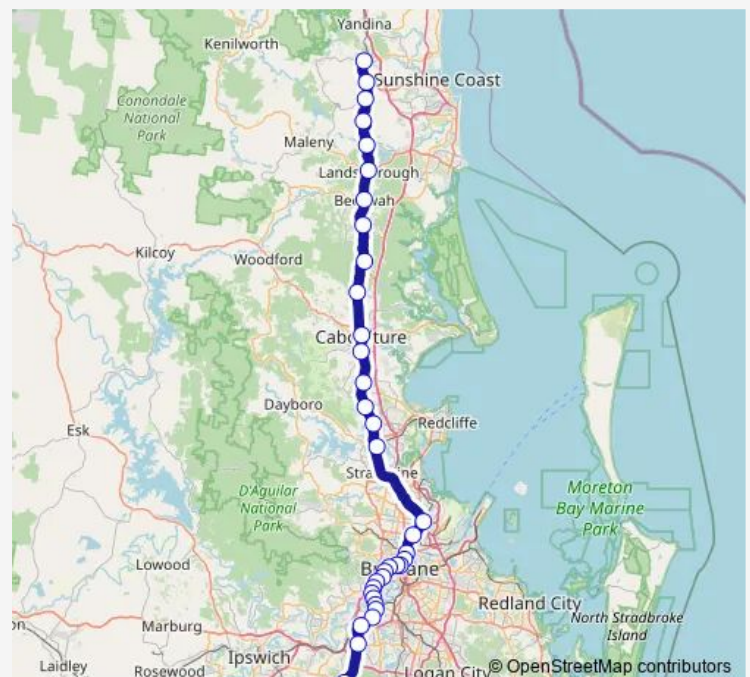 Yandina
Kenilworth
Sunshine Coast
Conondale
National
Park
Maleny
Landsborough
Beerwah
Kilcoy
Woodford
Caboolture
Dayboro
Redcliffe
Esk
Strathpine
D'Aguilar
National
Park
Moreton
Bay Marine
Park
Lowood
Brisbane
Redland City
North Stradbroke
Island
Marburg
Ipswich
Laidley
Rosewood
Logan City
© OpenStreetMap contributors